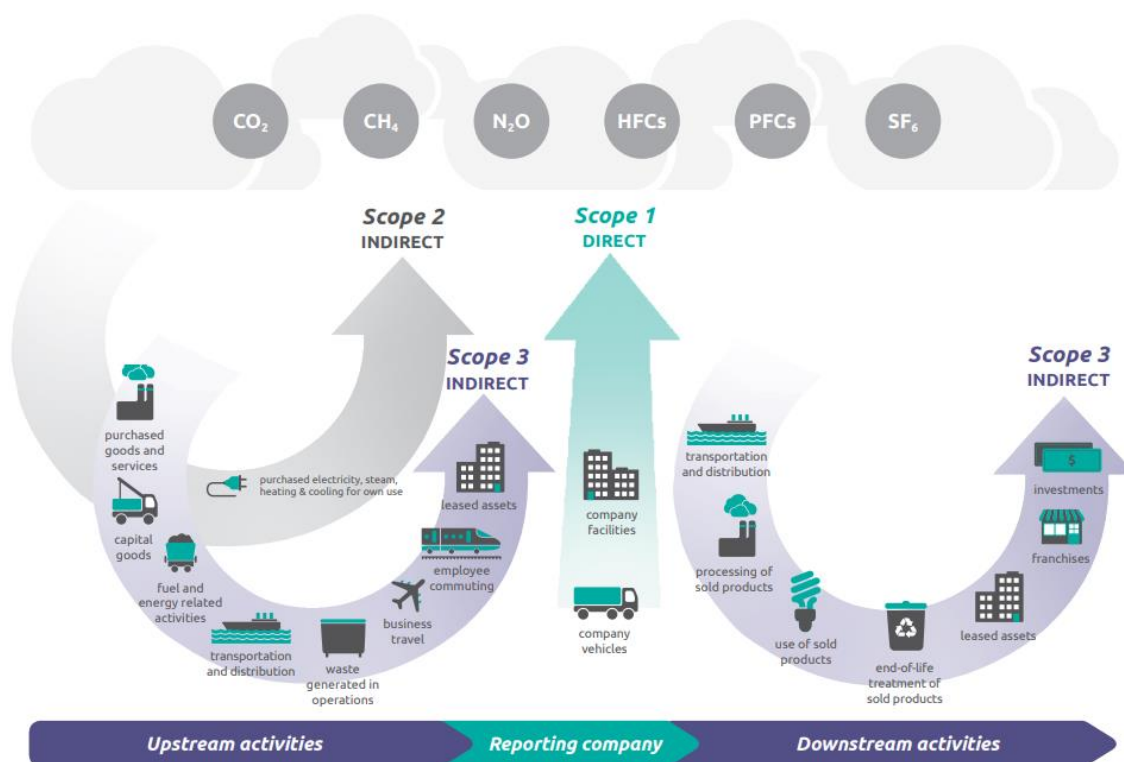 CO₂
CH₄
N₂O
HFCs
PFCs
SF₆
Scope 2
INDIRECT
Scope 1
DIRECT
Scope 3
INDIRECT
Scope 3
INDIRECT
purchased
goods and
services
capital
goods
fuel and
energy related
activities
transportation
and distribution
waste
generated in
operations
business
travel
employee
commuting
leased assets
purchased electricity, steam,
heating & cooling for own use
company
facilities
company
vehicles
transportation
and distribution
processing of
sold products
use of sold
products
end-of-life
treatment of
sold products
leased assets
franchises
$
investments
Upstream activities
Reporting company
Downstream activities